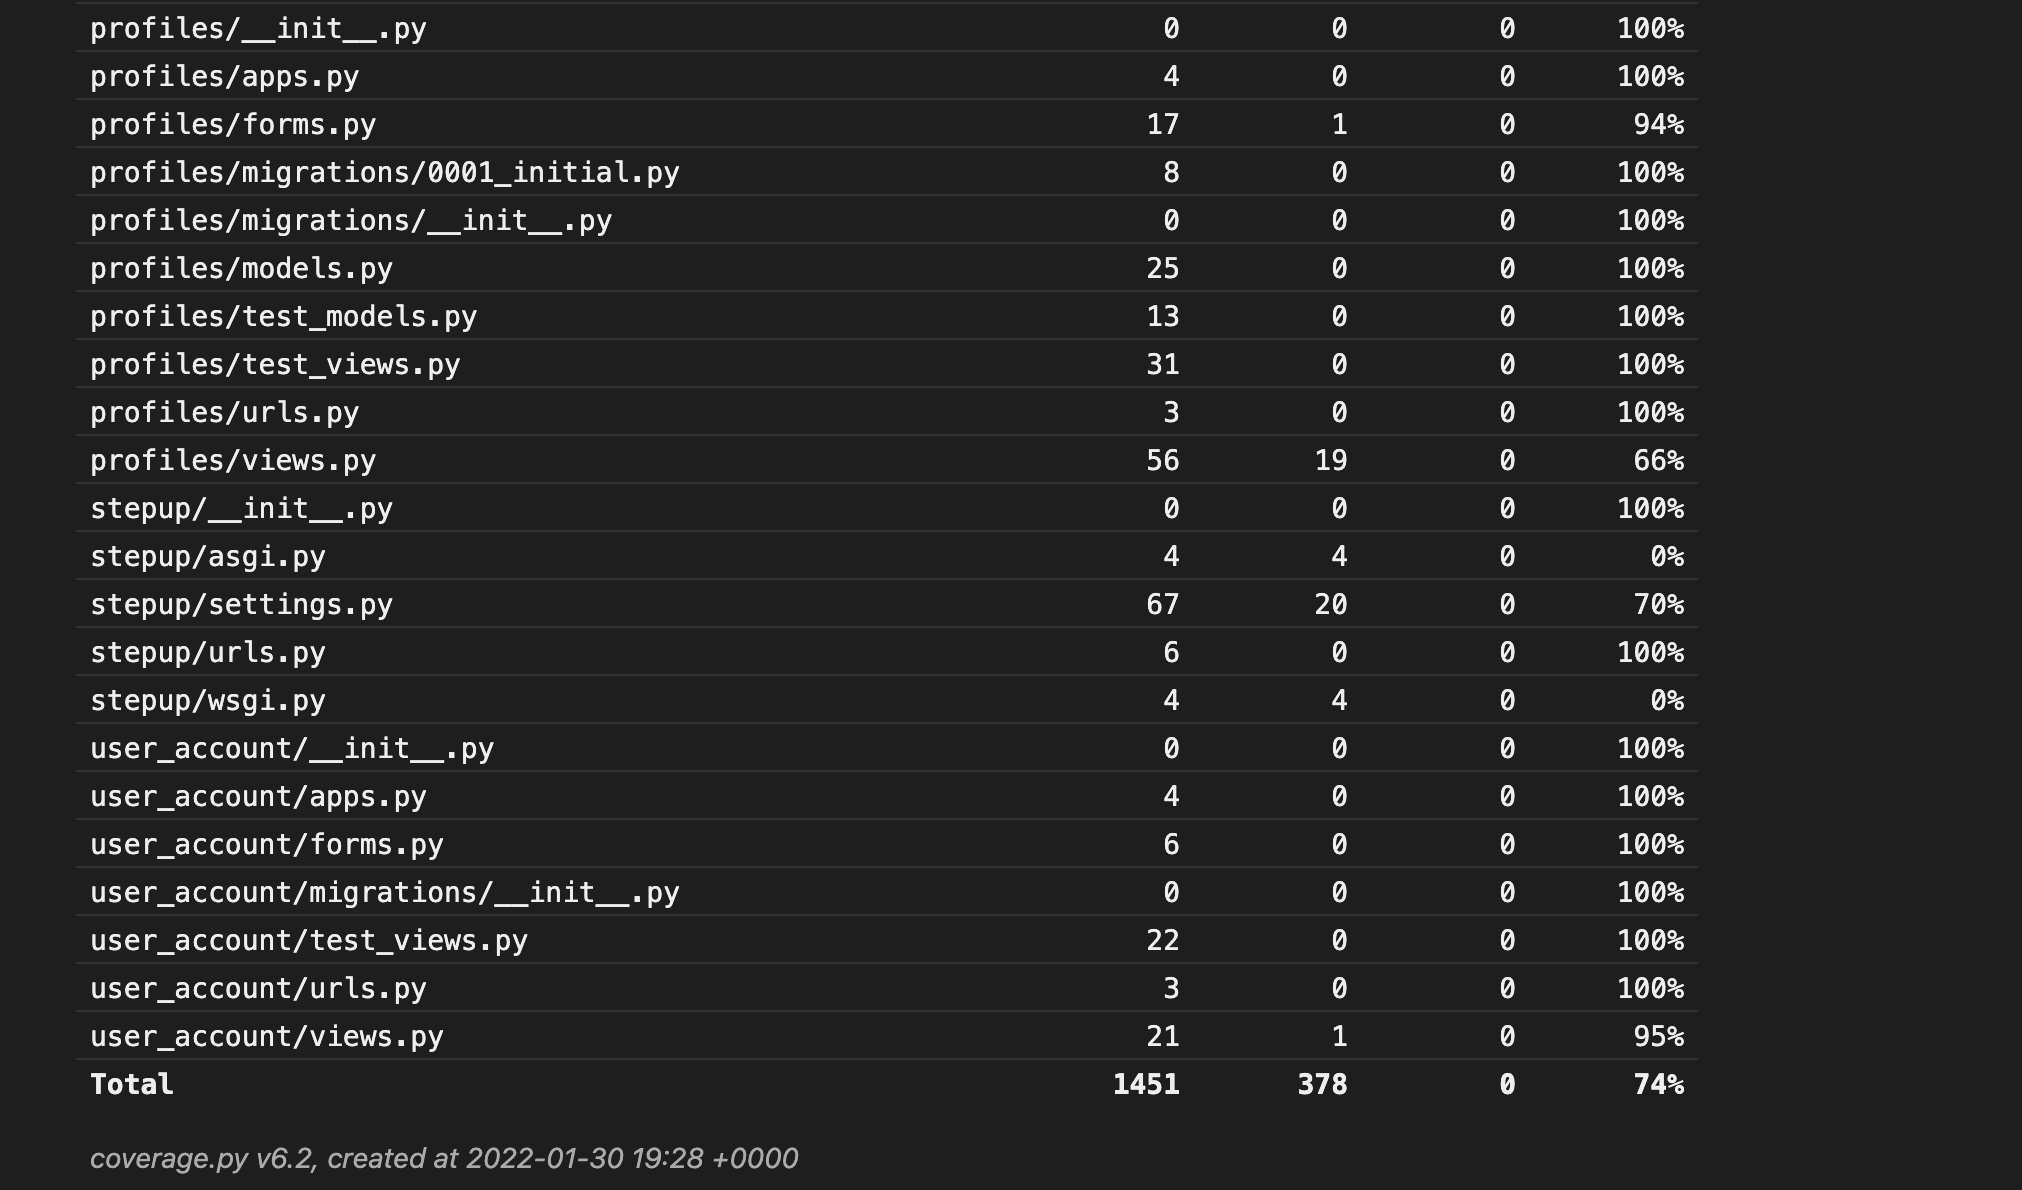 profiles/__init__.py 0 0 0 100%
profiles/apps.py 4 0 0 100%
profiles/forms.py 17 1 0 94%
profiles/migrations/0001_initial.py 8 0 0 100%
profiles/migrations/__init__.py 0 0 0 100%
profiles/models.py 25 0 0 100%
profiles/test_models.py 13 0 0 100%
profiles/test_views.py 31 0 0 100%
profiles/urls.py 3 0 0 100%
profiles/views.py 56 19 0 66%
stepup/__init__.py 0 0 0 100%
stepup/asgi.py 4 4 0 0%
stepup/settings.py 67 20 0 70%
stepup/urls.py 6 0 0 100%
stepup/wsgi.py 4 4 0 0%
user_account/__init__.py 0 0 0 100%
user_account/apps.py 4 0 0 100%
user_account/forms.py 6 0 0 100%
user_account/migrations/__init__.py 0 0 0 100%
user_account/test_views.py 22 0 0 100%
user_account/urls.py 3 0 0 100%
user_account/views.py 21 1 0 95%
Total 1451 378 0 74%
coverage.py v6.2, created at 2022-01-30 19:28 +0000